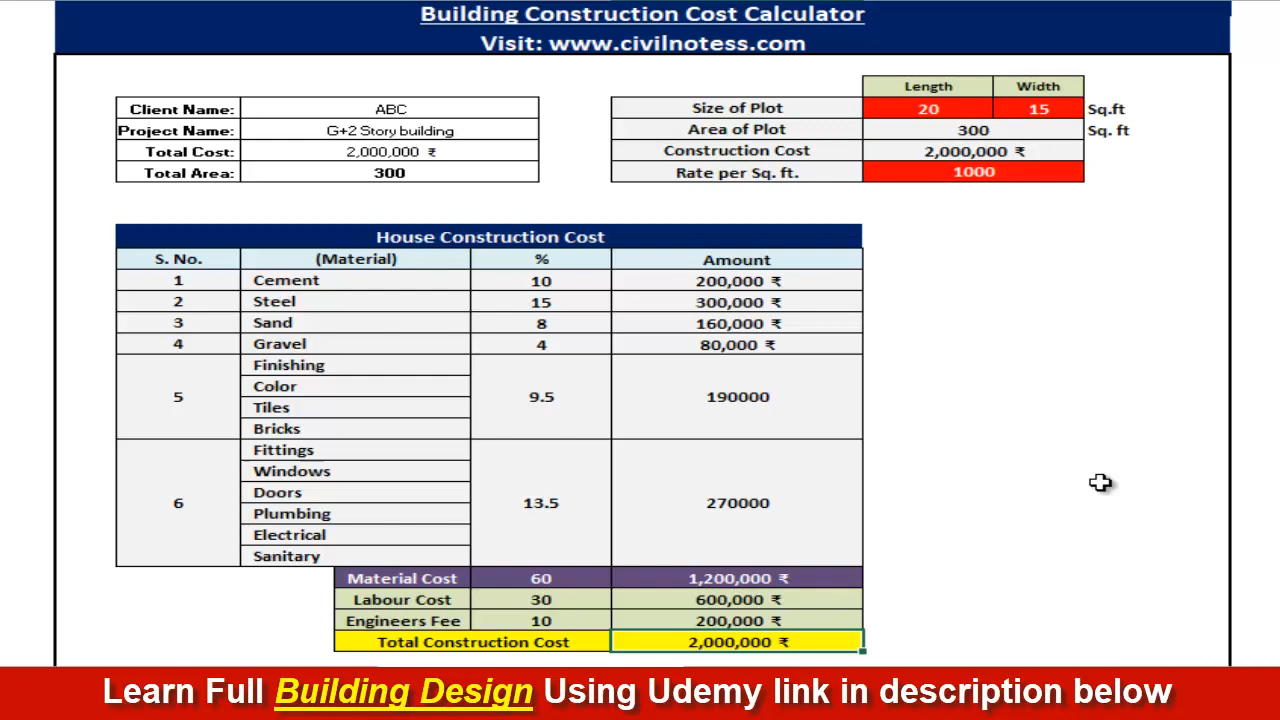 Building Construction Cost Calculator
Visit: www.civilnotess.com
Length Width
Client Name: ABC Size of Plot 20 15 Sq.ft
Project Name: G+2 Story building Area of Plot 300 Sq. ft
Total Cost: 2,000,000 ₹ Construction Cost 2,000,000 ₹
Total Area: 300 Rate per Sq. ft. 1000
House Construction Cost
S. No. (Material) % Amount
1 Cement 10 200,000 ₹
2 Steel 15 300,000 ₹
3 Sand 8 160,000 ₹
4 Gravel 4 80,000 ₹
5 Finishing 9.5 190000
Color
Tiles
Bricks
6 Fittings 13.5 270000
Windows
Doors
Plumbing
Electrical
Sanitary
Material Cost 60 1,200,000 ₹
Labour Cost 30 600,000 ₹
Engineers Fee 10 200,000 ₹
Total Construction Cost 2,000,000 ₹
Learn Full Building Design Using Udemy link in description below